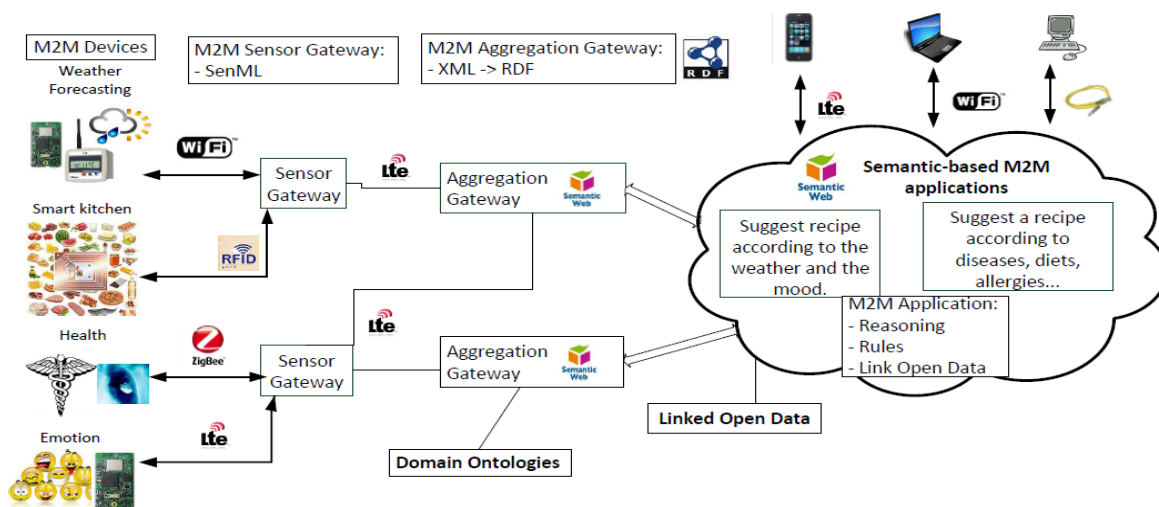 M2M Devices
Weather
Forecasting
M2M Sensor Gateway:
- SenML
M2M Aggregation Gateway:
- XML -> RDF
RDF
Lte
WiFi
WiFi
Sensor
Gateway
Lte
Aggregation
Gateway
Semantic
Web
Semantic
Web
Semantic-based M2M
applications
Suggest recipe
according to the
weather and the
mood.
Suggest a recipe
according to
diseases, diets,
allergies...
M2M Application:
- Reasoning
- Rules
- Link Open Data
Smart kitchen
RFiD
Health
ZigBee
Sensor
Gateway
Lte
Aggregation
Gateway
Semantic
Web
Linked Open Data
Domain Ontologies
Emotion
Lte